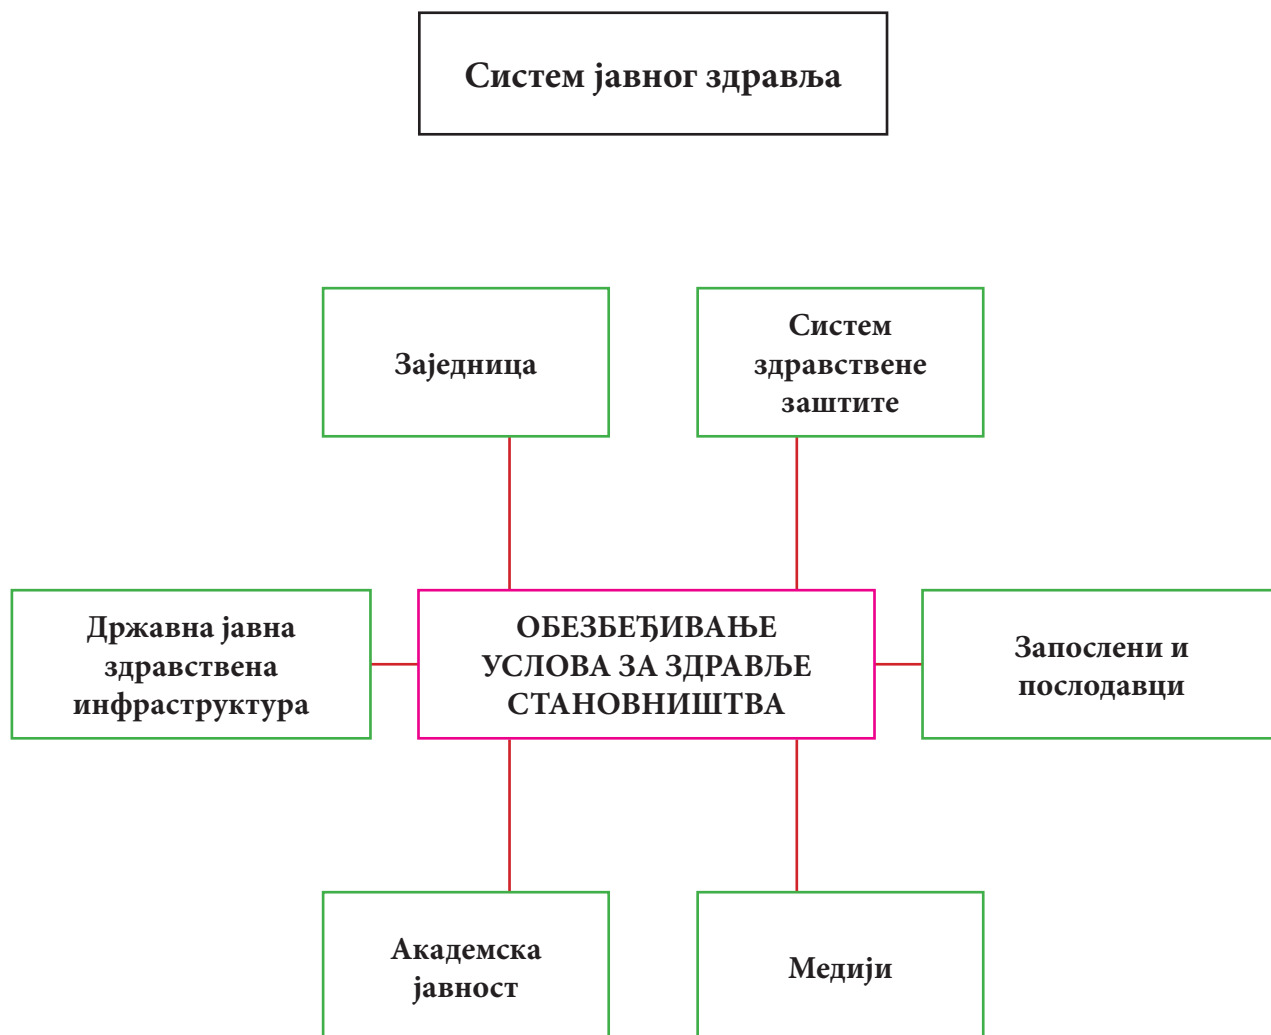 Систем јавног здравља
Заједница
Систем
здравствене
заштите
Државна јавна
здравствена
инфраструктура
ОБЕЗБЕЂИВАЊЕ
УСЛОВА ЗА ЗДРАВЉЕ
СТАНОВНИШТВА
Запослени и
послодавци
Академска
јавност
Медији